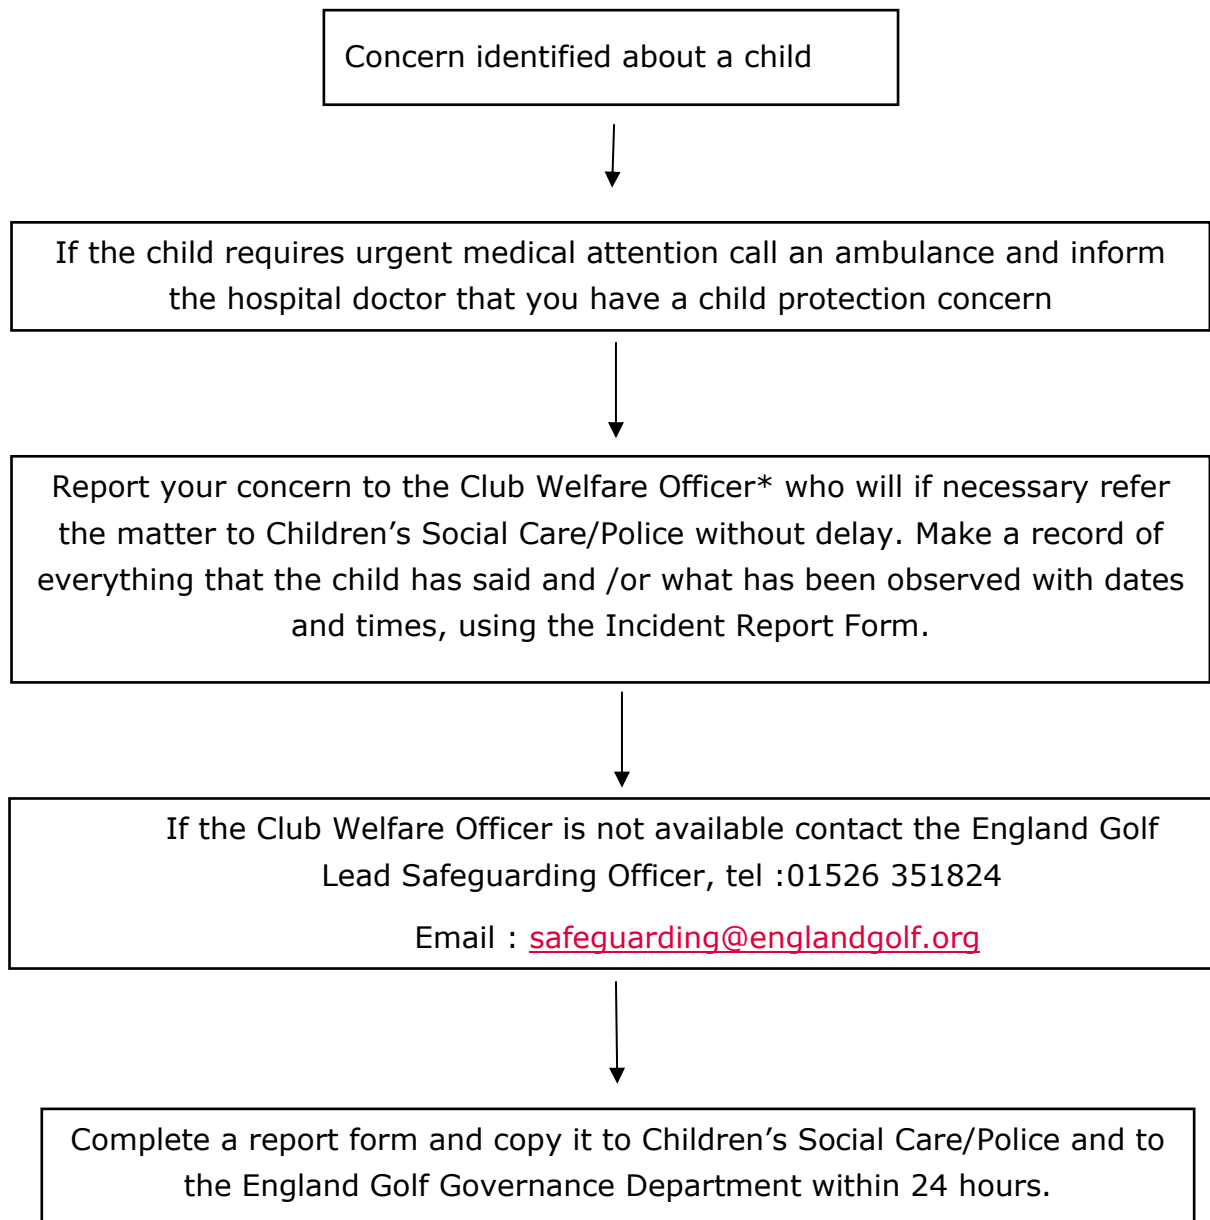 Concern identified about a child
If the child requires urgent medical attention call an ambulance and inform
the hospital doctor that you have a child protection concern
Report your concern to the Club Welfare Officer* who will if necessary refer
the matter to Children’s Social Care/Police without delay. Make a record of
everything that the child has said and /or what has been observed with dates
and times, using the Incident Report Form.
If the Club Welfare Officer is not available contact the England Golf
Lead Safeguarding Officer, tel :01526 351824
Email : safeguarding@englandgolf.org
Complete a report form and copy it to Children’s Social Care/Police and to
the England Golf Governance Department within 24 hours.